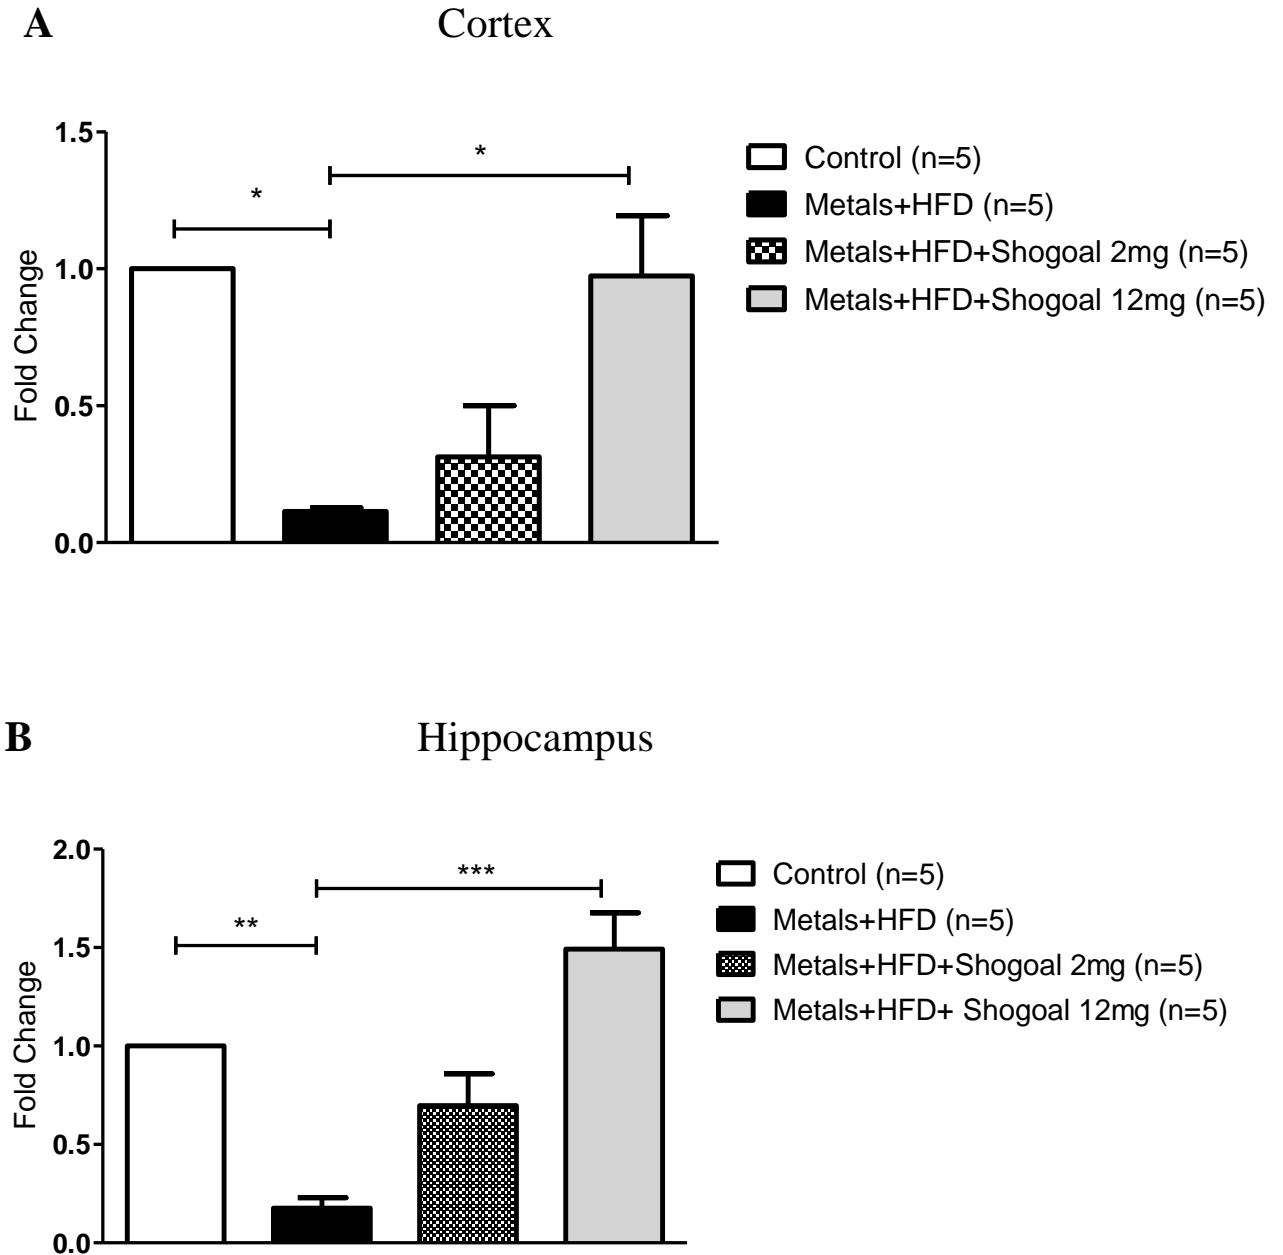 A
Cortex
1.5
1.0
0.5
0.0
Fold Change
*
*
Control (n=5)
Metals+HFD (n=5)
Metals+HFD+Shogoal 2mg (n=5)
Metals+HFD+Shogoal 12mg (n=5)
B
Hippocampus
2.0
1.5
1.0
0.5
0.0
Fold Change
**
***
Control (n=5)
Metals+HFD (n=5)
Metals+HFD+Shogoal 2mg (n=5)
Metals+HFD+ Shogoal 12mg (n=5)